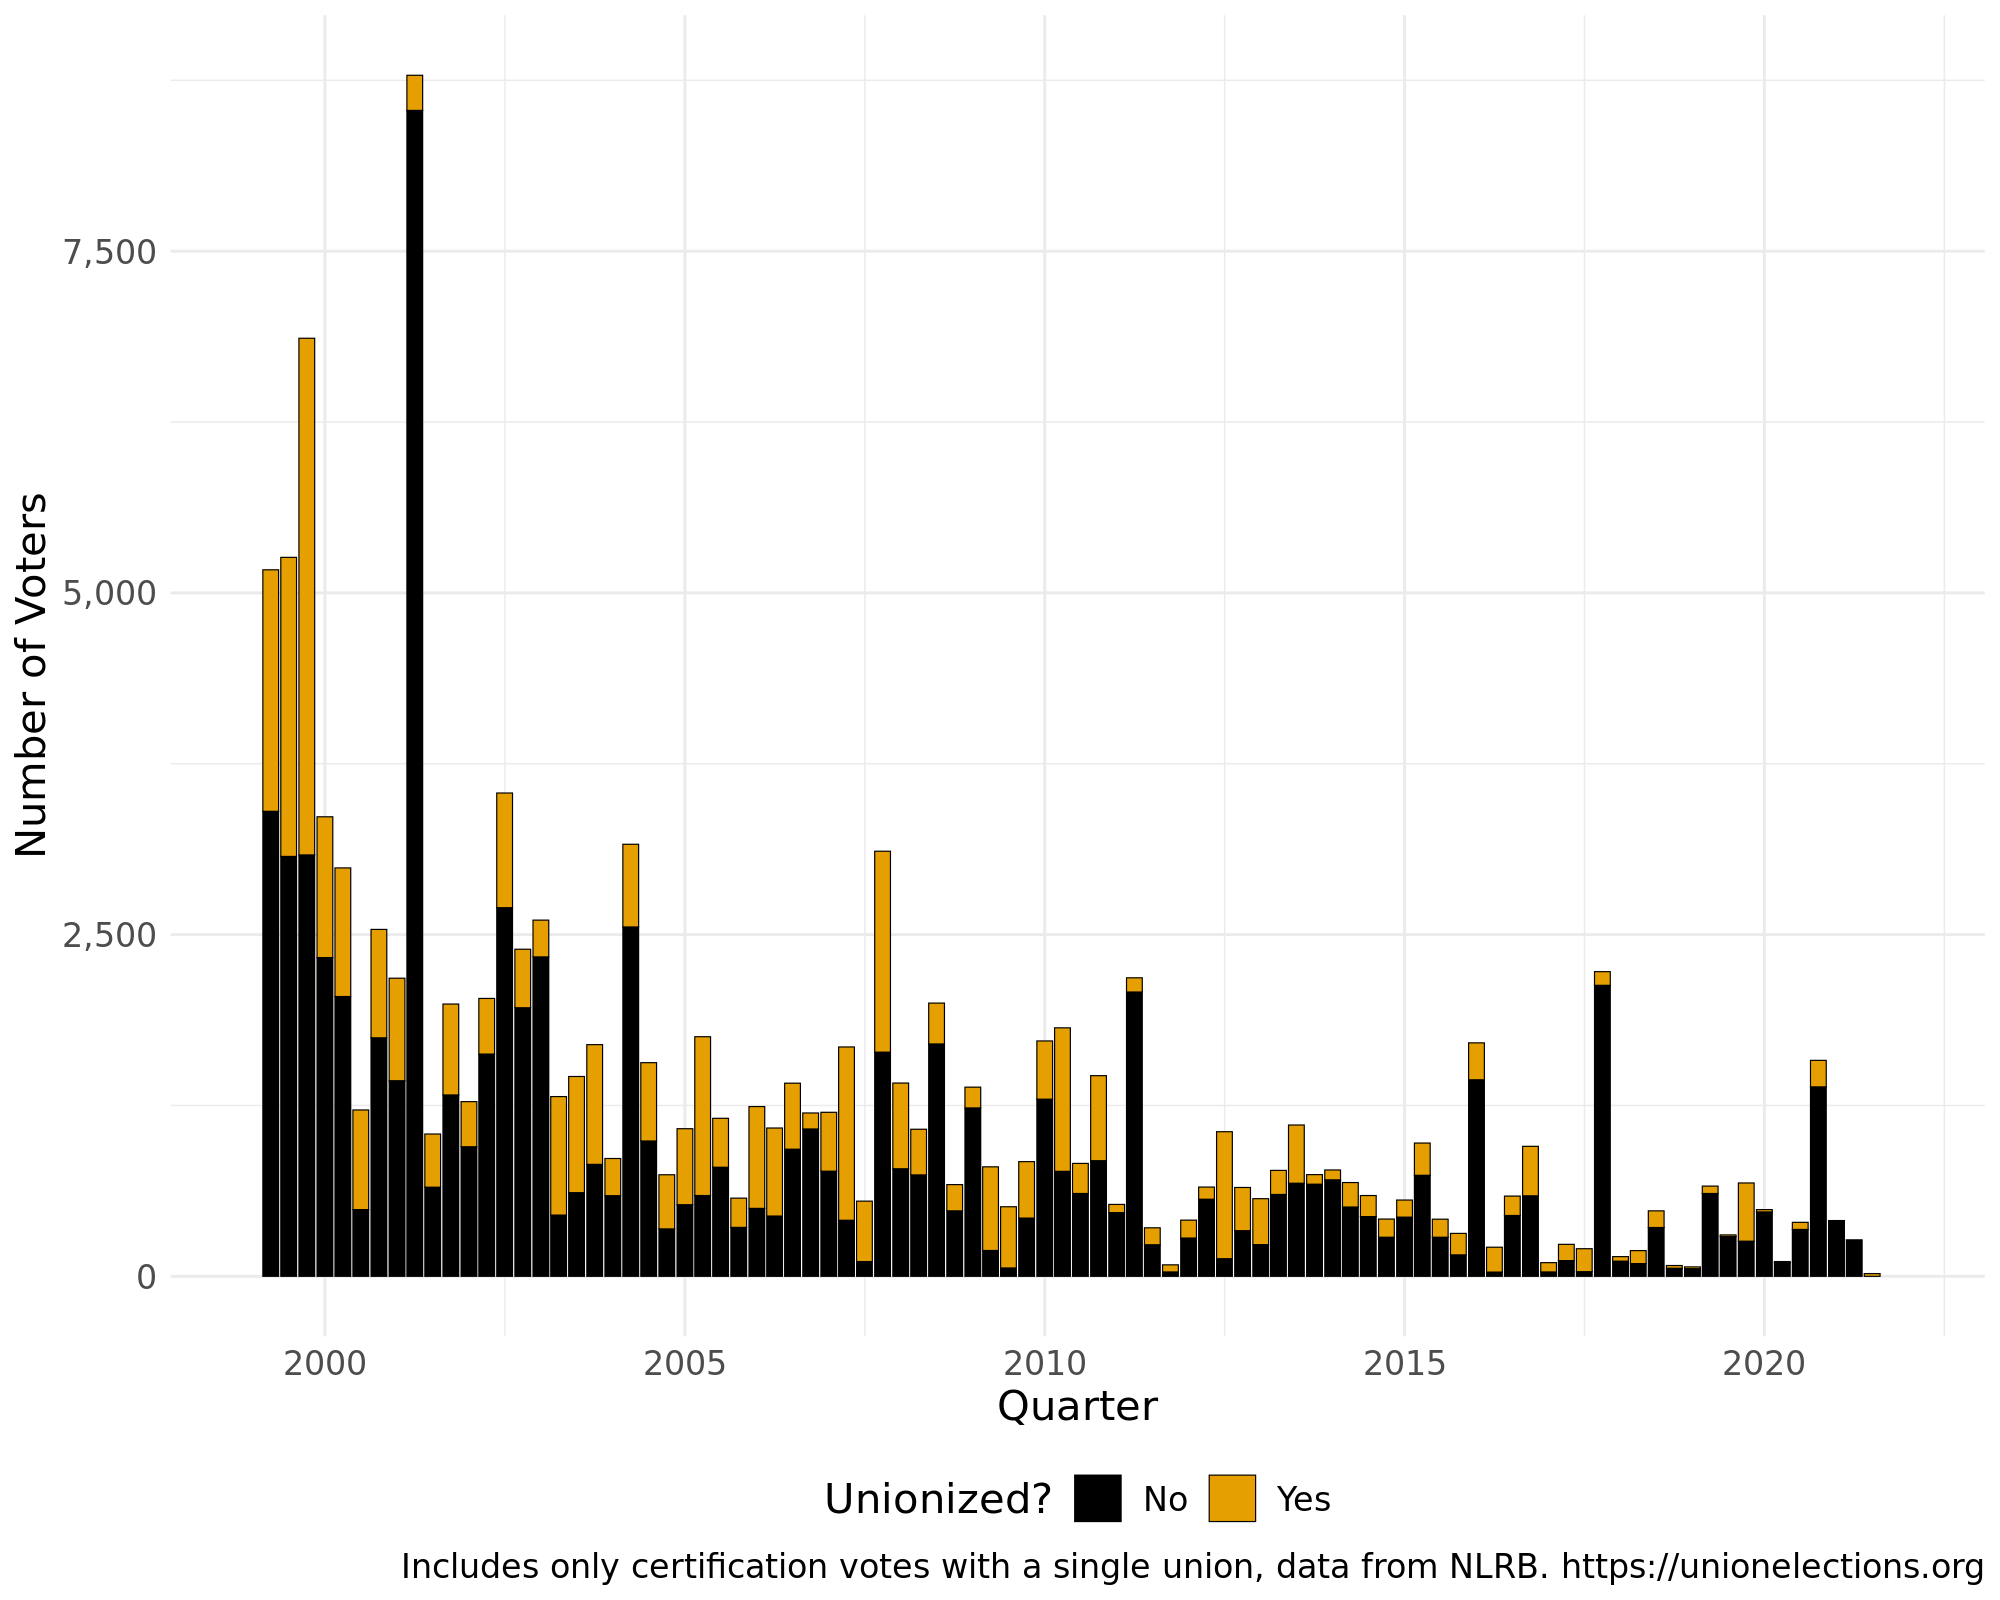 7,500
5,000
2,500
0
Number of Voters
2000 2005 2010 2015 2020
Quarter
Unionized? No Yes
Includes only certification votes with a single union, data from NLRB. https://unionelections.org